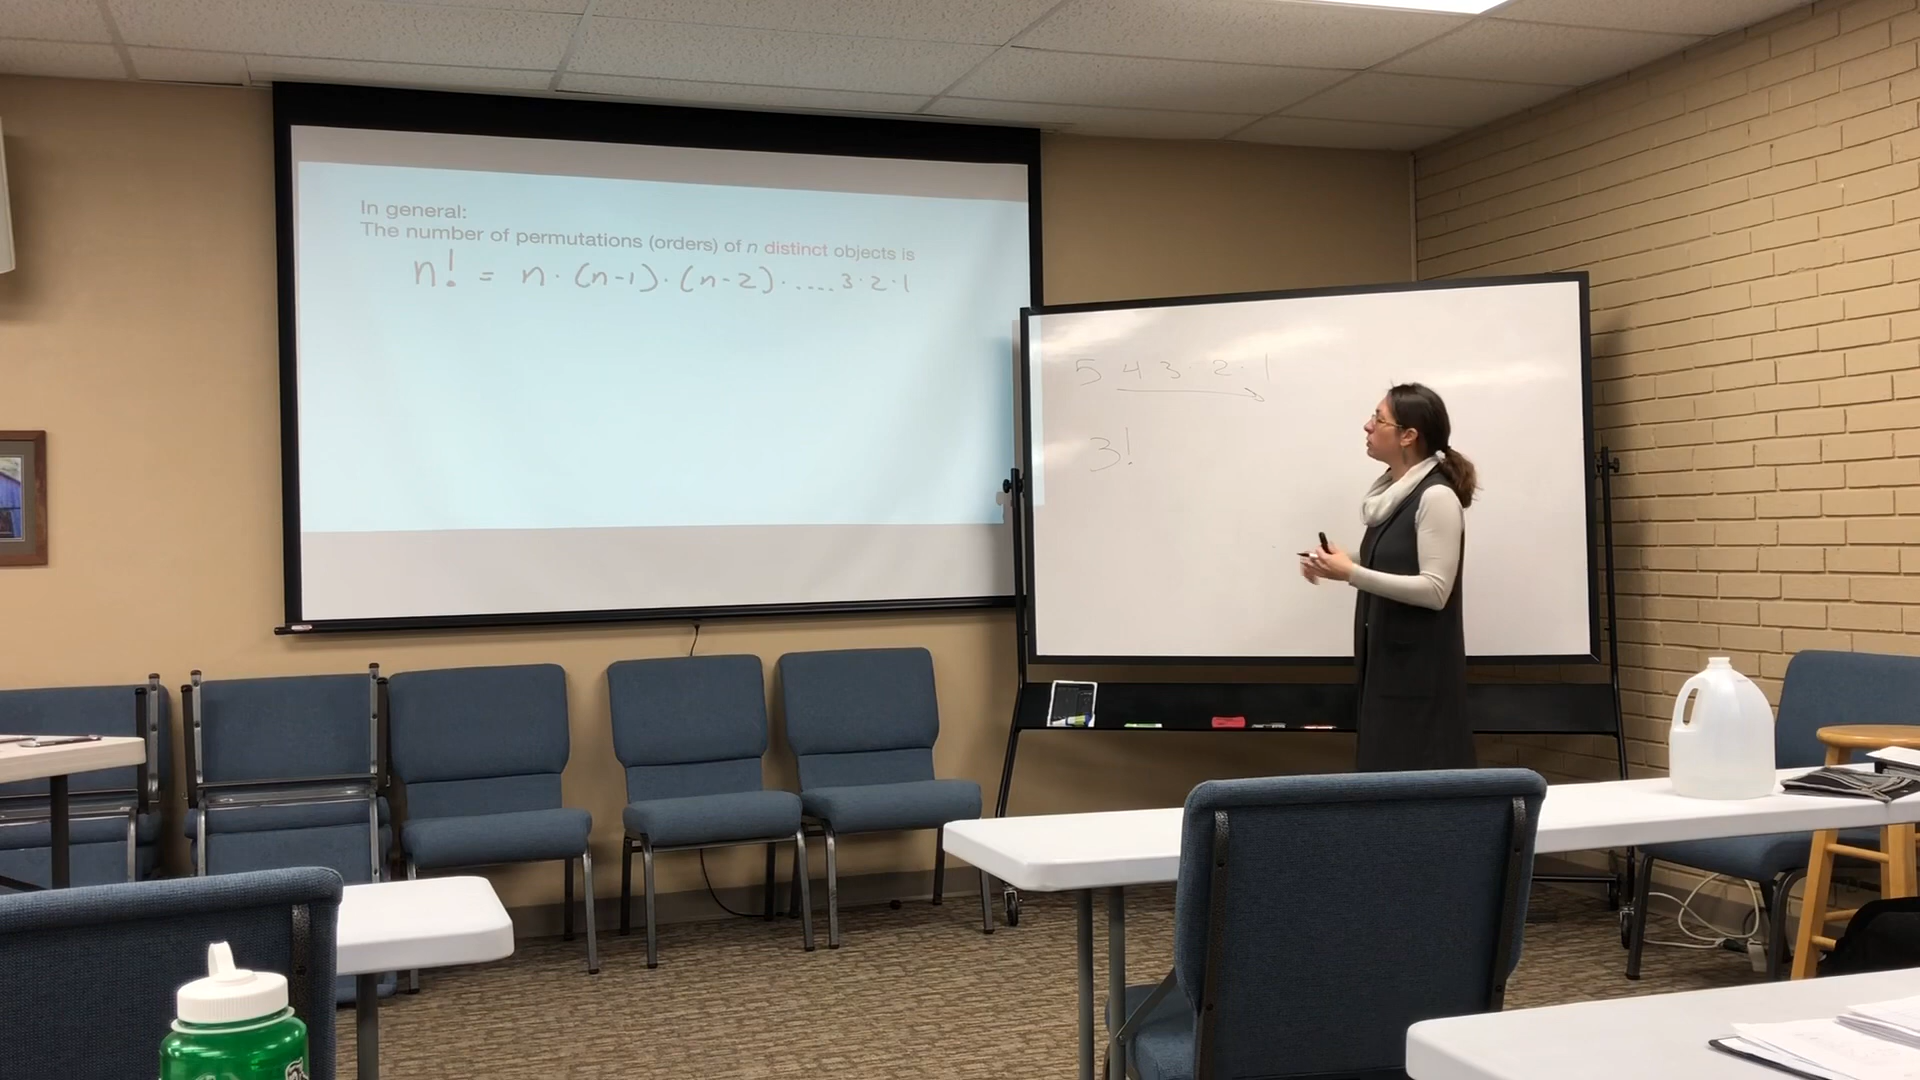 In general:
The number of permutations (orders) of n distinct objects is
n! = n · (n-1) · (n-2) · ..... 3 · 2 · 1
5 4 3 · 2 · 1
3!